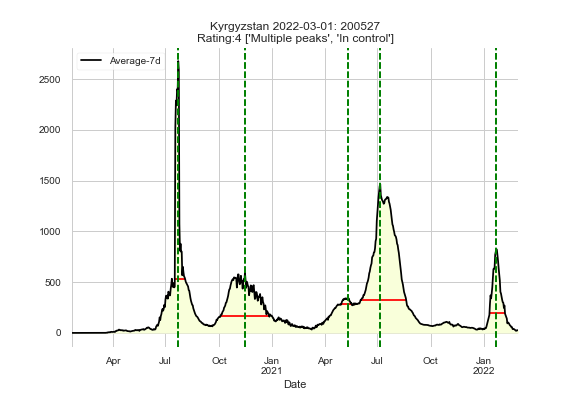 Kyrgyzstan 2022-03-01: 200527
Rating:4 ['Multiple peaks', 'In control']
Average-7d
2500
2000
1500
1000
500
0
Apr Jul Oct Jan Apr Jul Oct Jan
2021 2022
Date